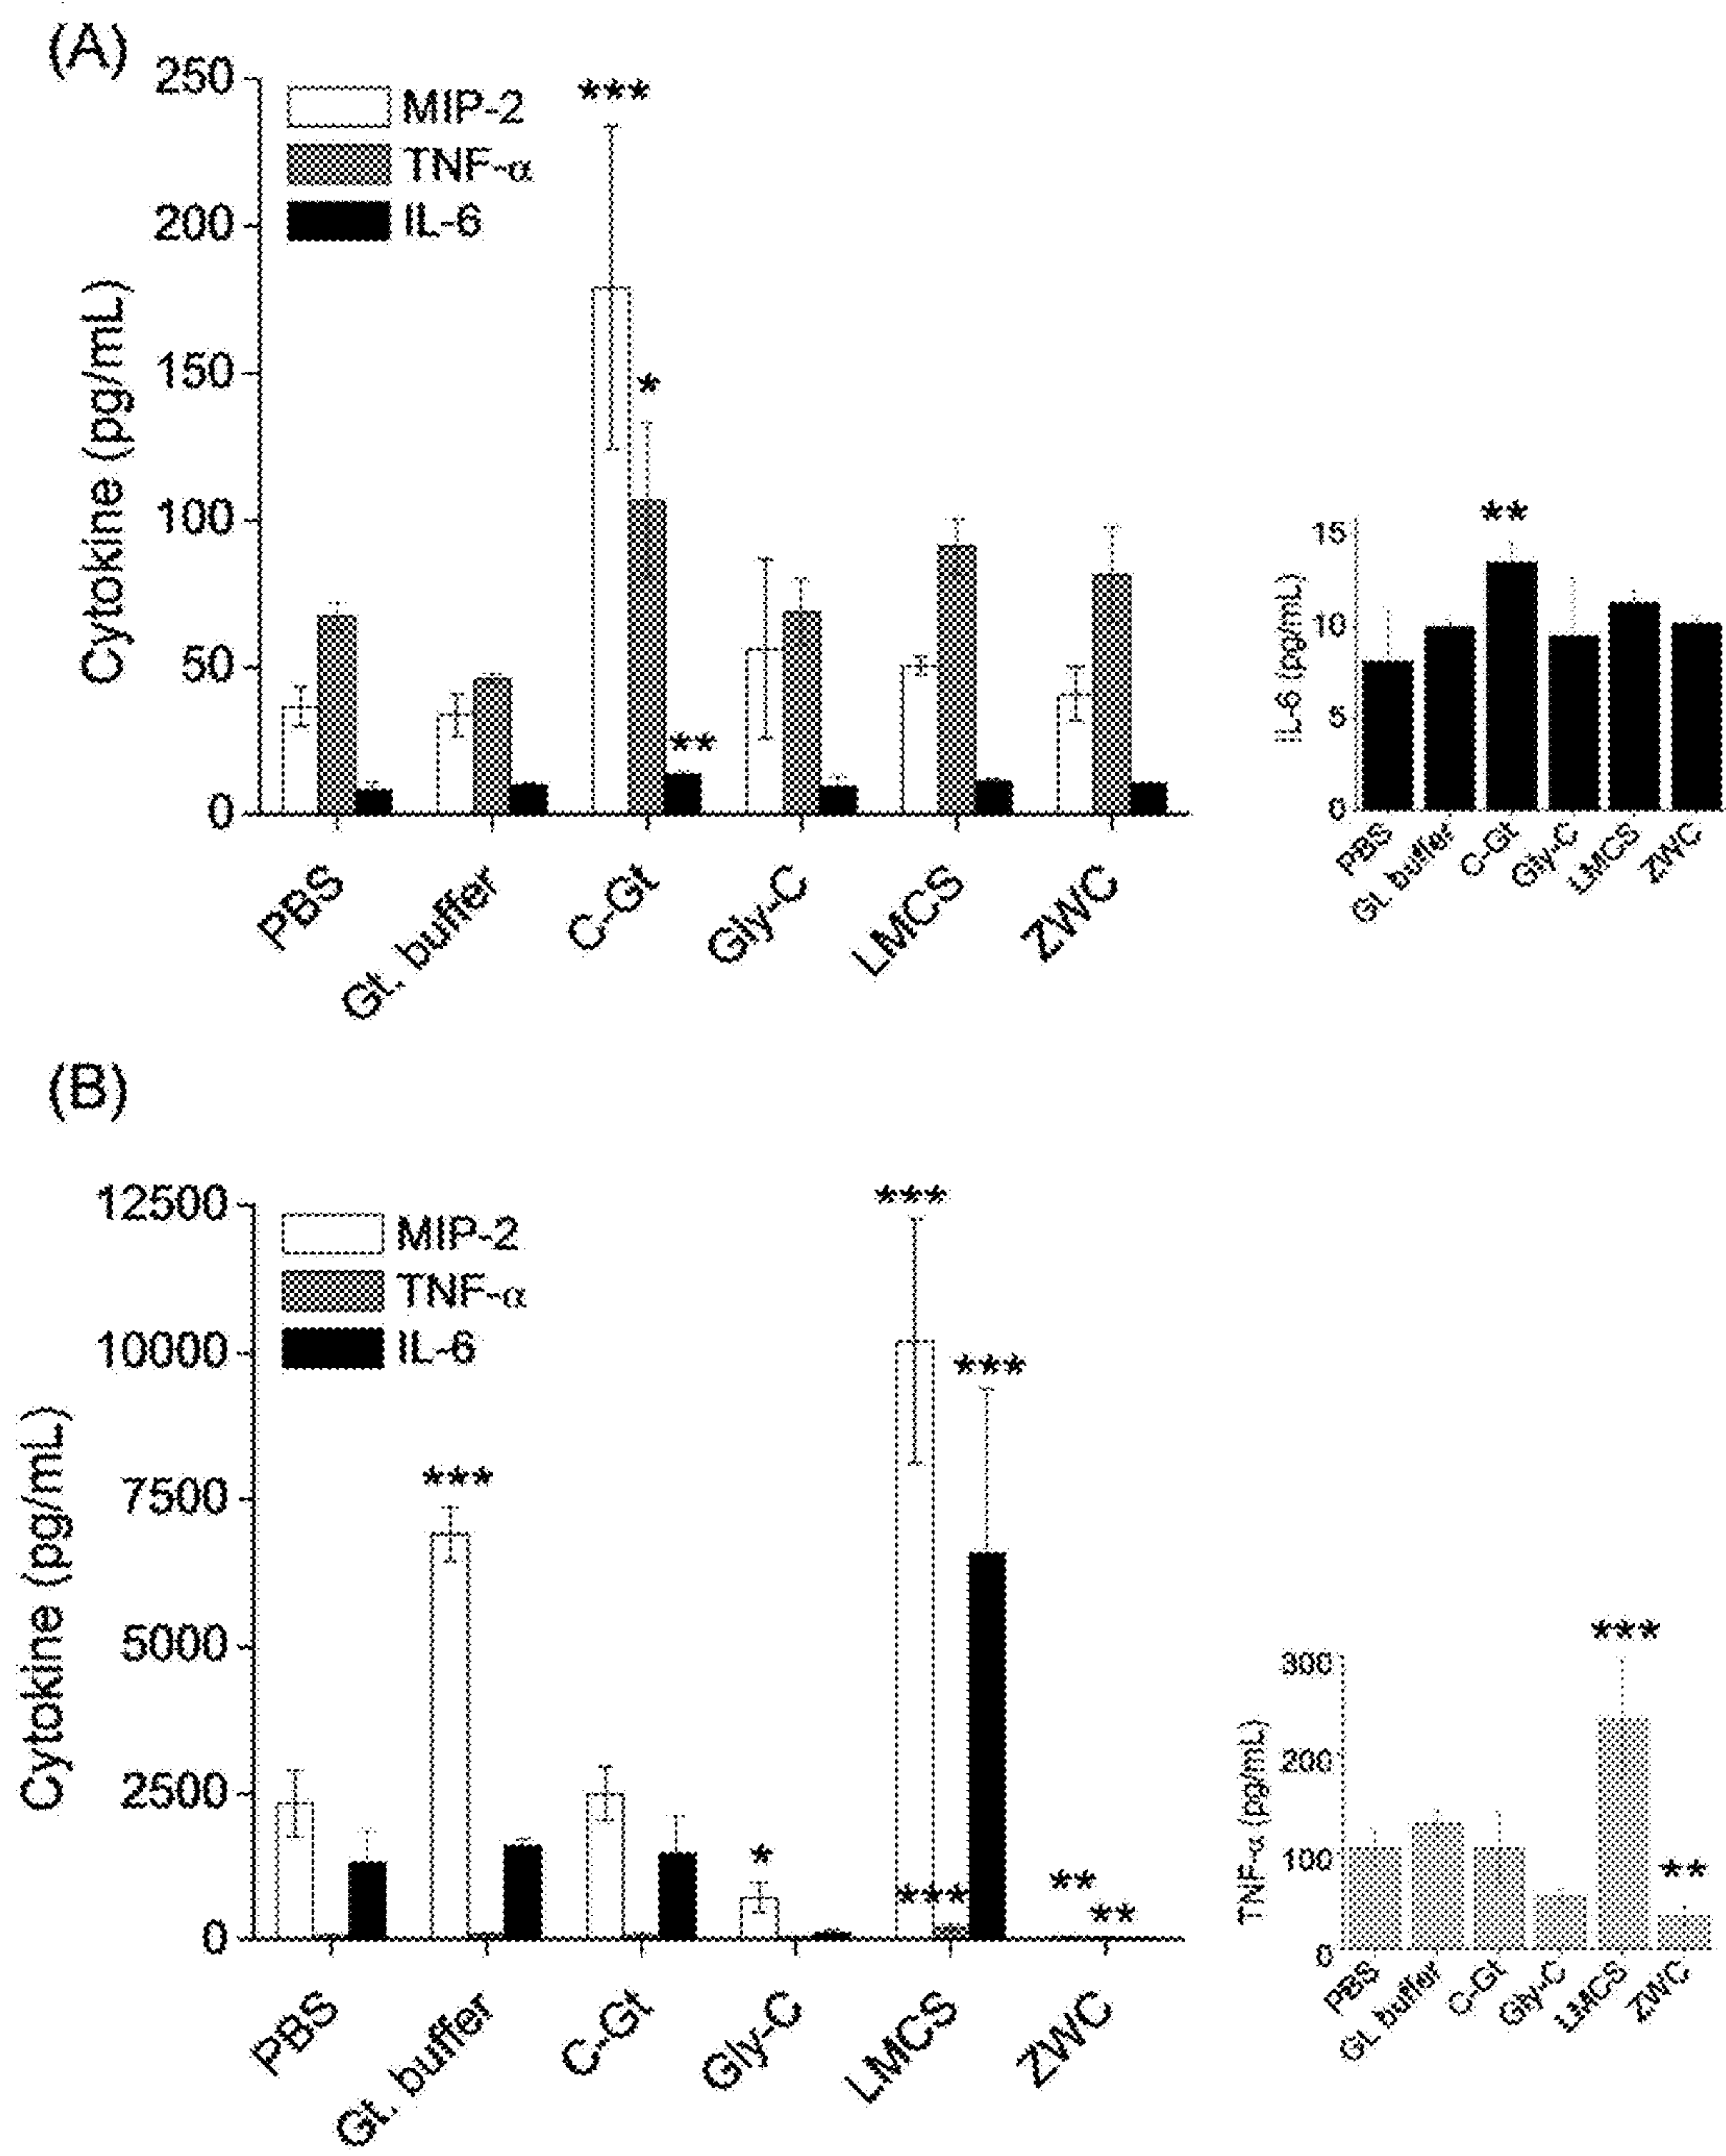 (A)
250
200
150
100
50
0
Cytokine (pg/mL)
MIP-2
TNF-α
IL-6
***
*
**
PBS
Gt. buffer
C-Gt
Gly-C
LMCS
ZWC
15
10
5
0
IL-6 (pg/mL)
**
PBS
Gt. buffer
C-Gt
Gly-C
LMCS
ZWC
(B)
12500
10000
7500
5000
2500
0
Cytokine (pg/mL)
MIP-2
TNF-α
IL-6
***
*
***
***
***
**
**
PBS
Gt. buffer
C-Gt
Gly-C
LMCS
ZWC
300
200
100
0
TNF-α (pg/mL)
***
**
PBS
Gt. buffer
C-Gt
Gly-C
LMCS
ZWC